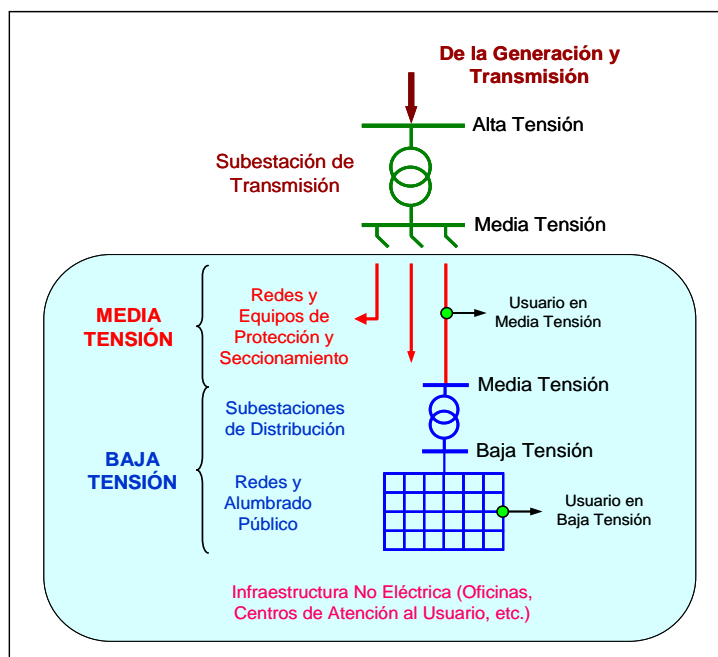 De la Generación y
Transmisión
Alta Tensión
Subestación de
Transmisión
Media Tensión
MEDIA
TENSIÓN
Redes y
Equipos de
Protección y
Seccionamiento
Usuario en
Media Tensión
Media Tensión
Subestaciones
de Distribución
BAJA
TENSIÓN
Baja Tensión
Redes y
Alumbrado
Público
Usuario en
Baja Tensión
Infraestructura No Eléctrica (Oficinas,
Centros de Atención al Usuario, etc.)